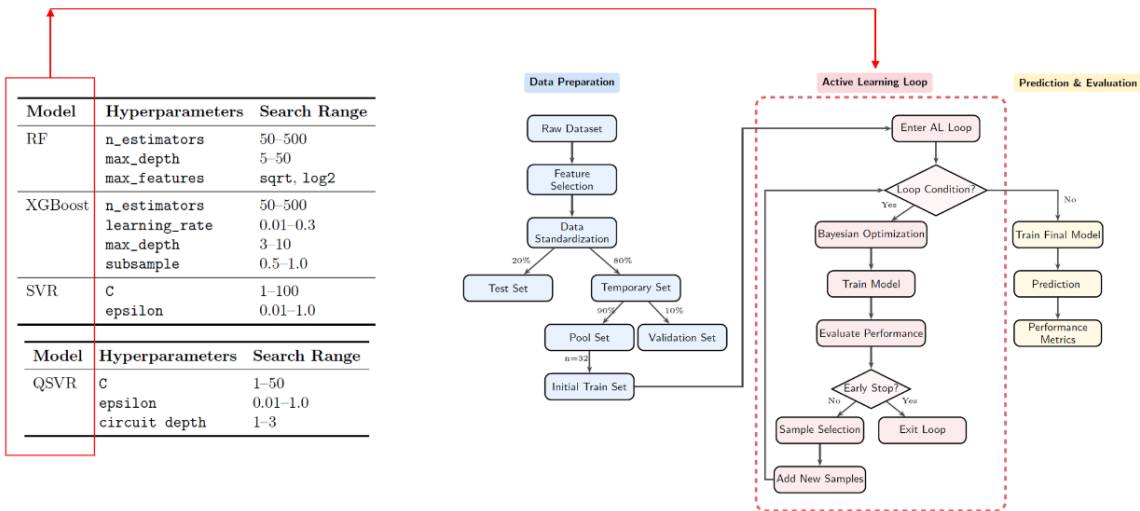 Model Hyperparameters Search Range
RF n_estimators 50–500
max_depth 5–50
max_features sqrt, log2
XGBoost n_estimators 50–500
learning_rate 0.01–0.3
max_depth 3–10
subsample 0.5–1.0
SVR C 1–100
epsilon 0.01–1.0
Model Hyperparameters Search Range
QSVR C 1–50
epsilon 0.01–1.0
circuit depth 1–3
Data Preparation
Raw Dataset
Feature
Selection
Data
Standardization
20% 80%
Test Set Temporary Set
90% 10%
Pool Set Validation Set
n=32
Initial Train Set
Active Learning Loop
Enter AL Loop
Loop Condition?
Yes
No
Bayesian Optimization
Train Model
Evaluate Performance
Early Stop?
No Yes
Sample Selection Exit Loop
Add New Samples
Prediction & Evaluation
Train Final Model
Prediction
Performance
Metrics